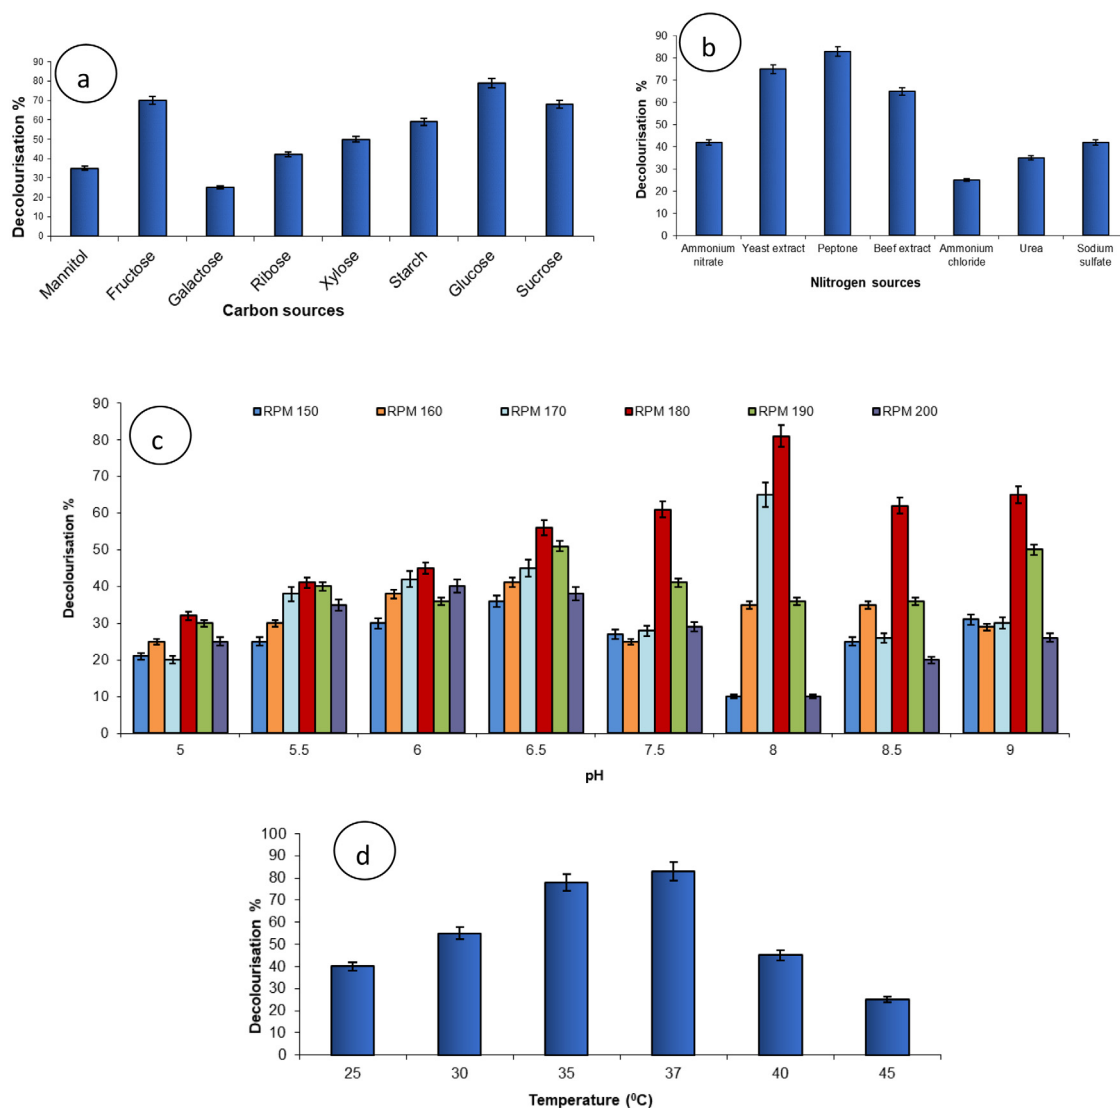 a
Decolourisation %
90
80
70
60
50
40
30
20
10
0
Mannitol
Fructose
Galactose
Ribose
Xylose
Starch
Glucose
Sucrose
Carbon sources
b
Decolourisation %
90
80
70
60
50
40
30
20
10
0
Ammonium nitrate
Yeast extract
Peptone
Beef extract
Ammonium chloride
Urea
Sodium sulfate
Nlitrogen sources
c
RPM 150 RPM 160 RPM 170 RPM 180 RPM 190 RPM 200
Decolourisation %
90
80
70
60
50
40
30
20
10
0
5 5.5 6 6.5 7.5 8 8.5 9
pH
d
Decolourisation %
100
90
80
70
60
50
40
30
20
10
0
25 30 35 37 40 45
Temperature (⁰C)